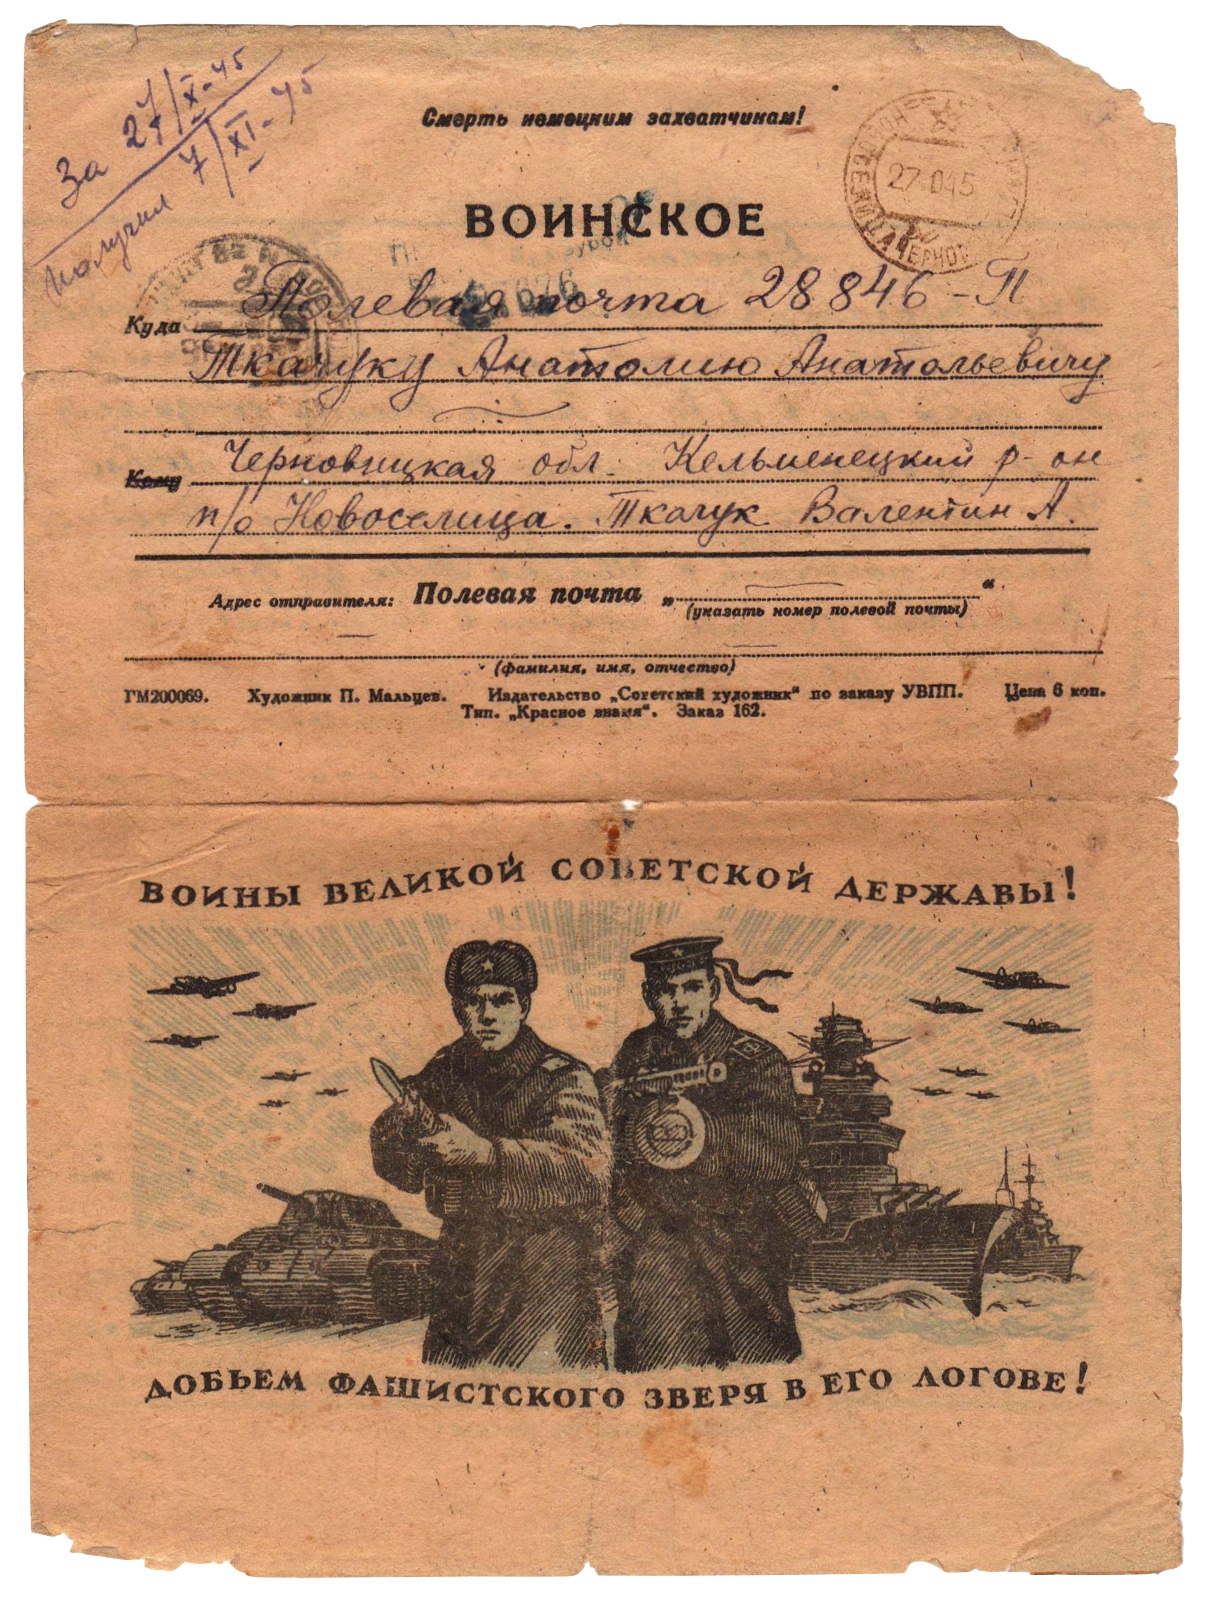 За 27/X-45
Получил 7/XI-45
Смерть немецким захватчикам!
27 10 45
ВОИНСКОЕ
Куда Полевая почта 28846-П
Ткачуку Анатолию Анатольевичу
Кому Черновицкая обл. Кельменецкий р-он
п/о Новоселица. Ткачук Валентин А.
Адрес отправителя: Полевая почта „ “
(указать номер полевой почты)
(фамилия, имя, отчество)
ГМ200069. Художник П. Мальцев. Издательство „Советский художник“ по заказу УВПП. Цена 6 коп.
Тип. „Красное знамя“. Заказ 162.
ВОИНЫ ВЕЛИКОЙ СОВЕТСКОЙ ДЕРЖАВЫ!
ДОБЬЕМ ФАШИСТСКОГО ЗВЕРЯ В ЕГО ЛОГОВЕ!